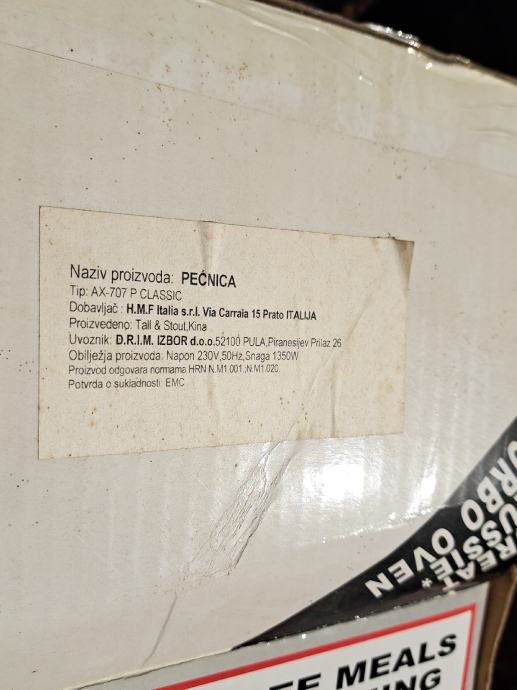 Naziv proizvoda: PEĆNICA
Tip: AX-707 P CLASSIC
Dobavljač : H.M.F Italia s.r.l. Via Carraia 15 Prato ITALIJA
Proizvedeno: Tall & Stout,Kina
Uvoznik: D.R.I.M. IZBOR d.o.o.52100 PULA,Piranesijev Prilaz 26
Obilježja proizvoda: Napon 230V,50Hz,Snaga 1350W
Proizvod odgovara normama HRN N.M1.001.;N.M1.020.
Potvrda o sukladnosti: EMC
OVEN
MEALS